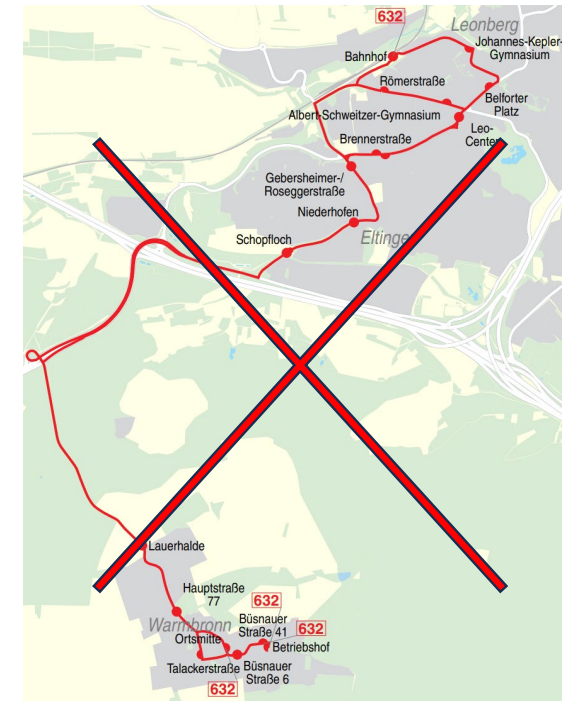 632
Leonberg
Johannes-Kepler-
Gymnasium
Bahnhof
Römerstraße
Belforter
Platz
Albert-Schweitzer-Gymnasium
Leo-
Center
Brennerstraße
Gebersheimer-/
Roseggerstraße
Niederhofen
Eltingen
Schopfloch
Lauerhalde
Hauptstraße
77
632
Warmbronn
Büsnauer
Straße 41
632
Ortsmitte
Betriebshof
Talackerstraße
Büsnauer
Straße 6
632